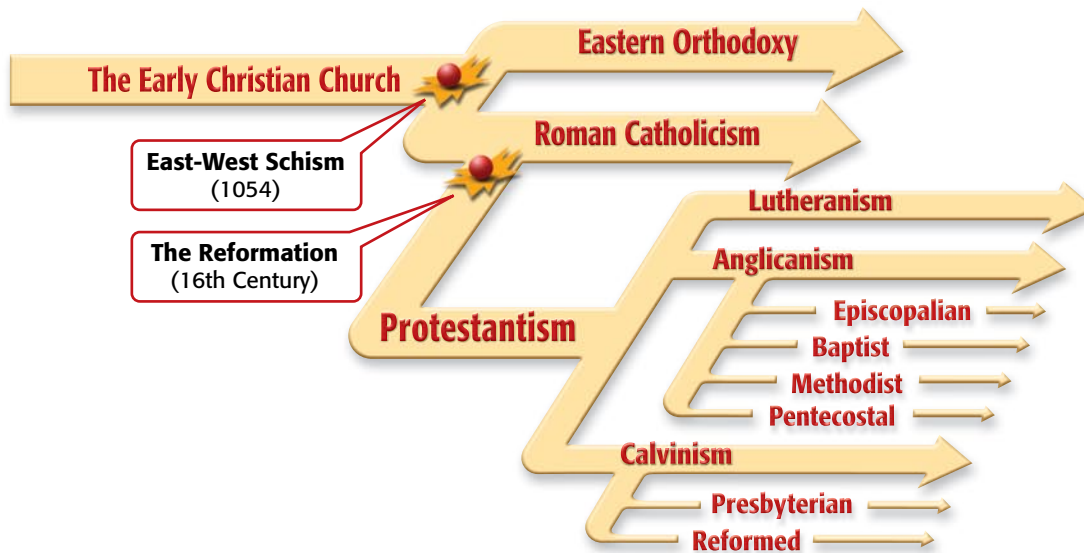 Eastern Orthodoxy
The Early Christian Church
Roman Catholicism
East-West Schism
(1054)
Lutheranism
The Reformation
(16th Century)
Anglicanism
Episcopalian
Protestantism
Baptist
Methodist
Pentecostal
Calvinism
Presbyterian
Reformed